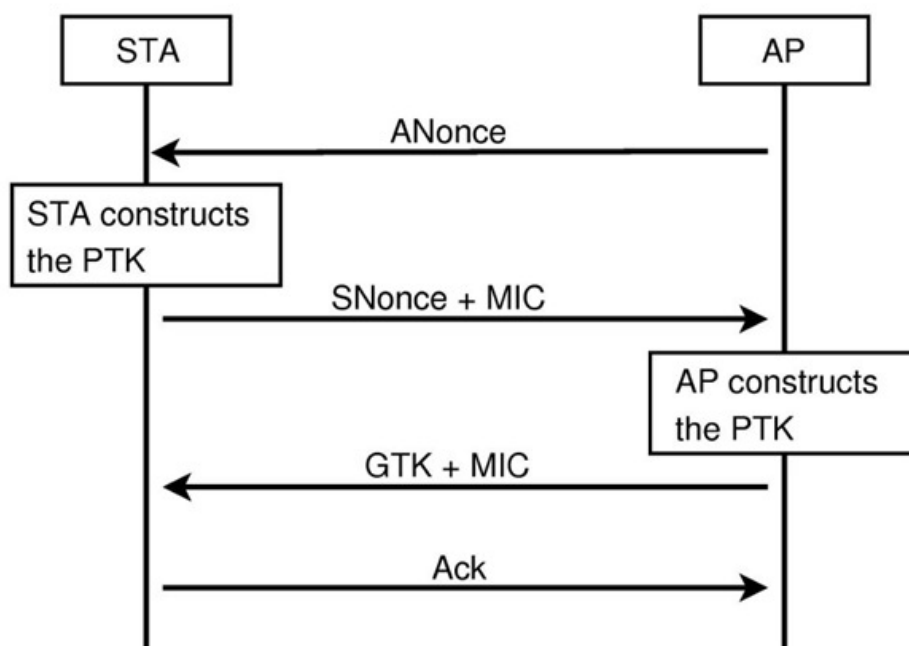 STA
AP
ANonce
STA constructs
the PTK
SNonce + MIC
AP constructs
the PTK
GTK + MIC
Ack